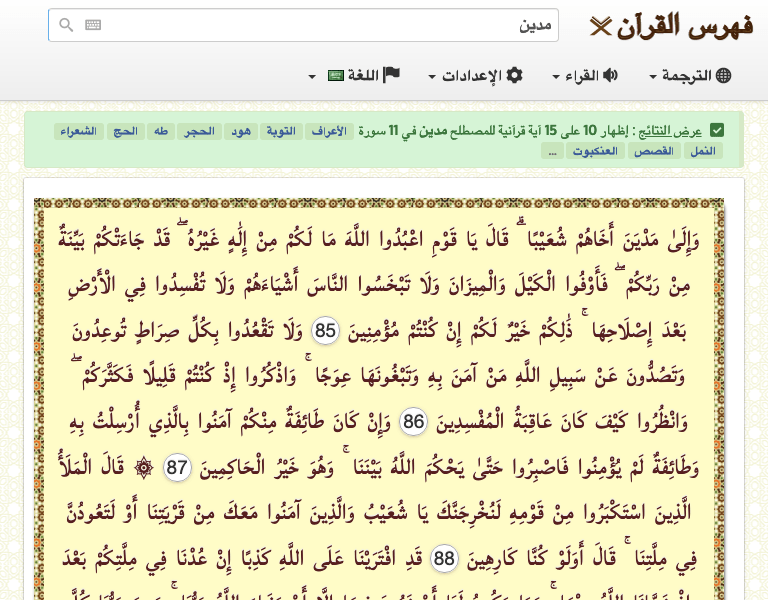 فهرس القرآن
مدين
الترجمة القراء الإعدادات اللغة
عرض النتائج : إظهار 10 على 15 آية قرآنية للمصطلح مدين في 11 سورة الأعراف التوبة هود الحجر طه الحج الشعراء
النمل القصص العنكبوت ...
وَإِلَىٰ مَدْيَنَ أَخَاهُمْ شُعَيْبًا ۗ قَالَ يَا قَوْمِ اعْبُدُوا اللَّهَ مَا لَكُمْ مِنْ إِلَٰهٍ غَيْرُهُ ۖ قَدْ جَاءَتْكُمْ بَيِّنَةٌ
مِنْ رَبِّكُمْ ۖ فَأَوْفُوا الْكَيْلَ وَالْمِيزَانَ وَلَا تَبْخَسُوا النَّاسَ أَشْيَاءَهُمْ وَلَا تُفْسِدُوا فِي الْأَرْضِ
بَعْدَ إِصْلَاحِهَا ۚ ذَٰلِكُمْ خَيْرٌ لَكُمْ إِنْ كُنْتُمْ مُؤْمِنِينَ 85 وَلَا تَقْعُدُوا بِكُلِّ صِرَاطٍ تُوعِدُونَ
وَتَصُدُّونَ عَنْ سَبِيلِ اللَّهِ مَنْ آمَنَ بِهِ وَتَبْغُونَهَا عِوَجًا ۚ وَاذْكُرُوا إِذْ كُنْتُمْ قَلِيلًا فَكَثَّرَكُمْ ۖ
وَانْظُرُوا كَيْفَ كَانَ عَاقِبَةُ الْمُفْسِدِينَ 86 وَإِنْ كَانَ طَائِفَةٌ مِنْكُمْ آمَنُوا بِالَّذِي أُرْسِلْتُ بِهِ
وَطَائِفَةٌ لَمْ يُؤْمِنُوا فَاصْبِرُوا حَتَّىٰ يَحْكُمَ اللَّهُ بَيْنَنَا ۚ وَهُوَ خَيْرُ الْحَاكِمِينَ 87 ۞ قَالَ الْمَلَأُ
الَّذِينَ اسْتَكْبَرُوا مِنْ قَوْمِهِ لَنُخْرِجَنَّكَ يَا شُعَيْبُ وَالَّذِينَ آمَنُوا مَعَكَ مِنْ قَرْيَتِنَا أَوْ لَتَعُودُنَّ
فِي مِلَّتِنَا ۚ قَالَ أَوَلَوْ كُنَّا كَارِهِينَ 88 قَدِ افْتَرَيْنَا عَلَى اللَّهِ كَذِبًا إِنْ عُدْنَا فِي مِلَّتِكُمْ بَعْدَ